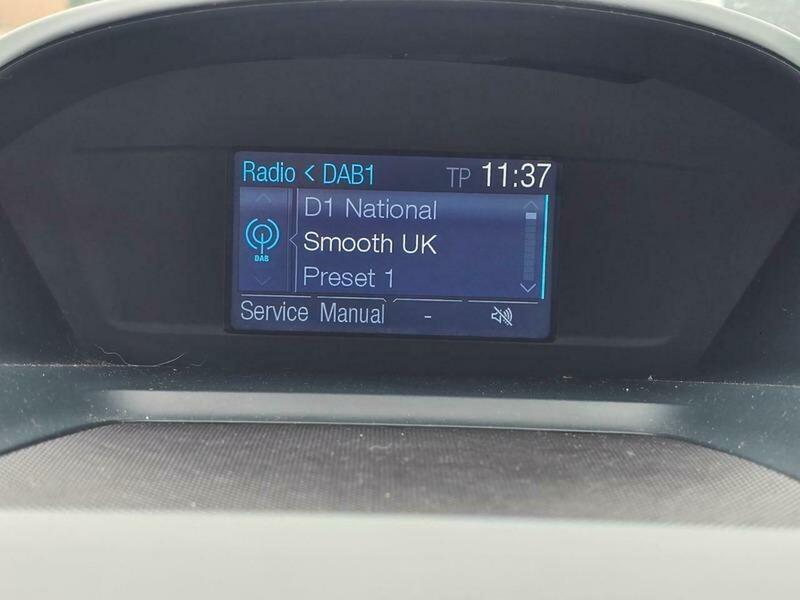 Radio < DAB1 TP 11:37
D1 National
Smooth UK
DAB
Preset 1
Service Manual -